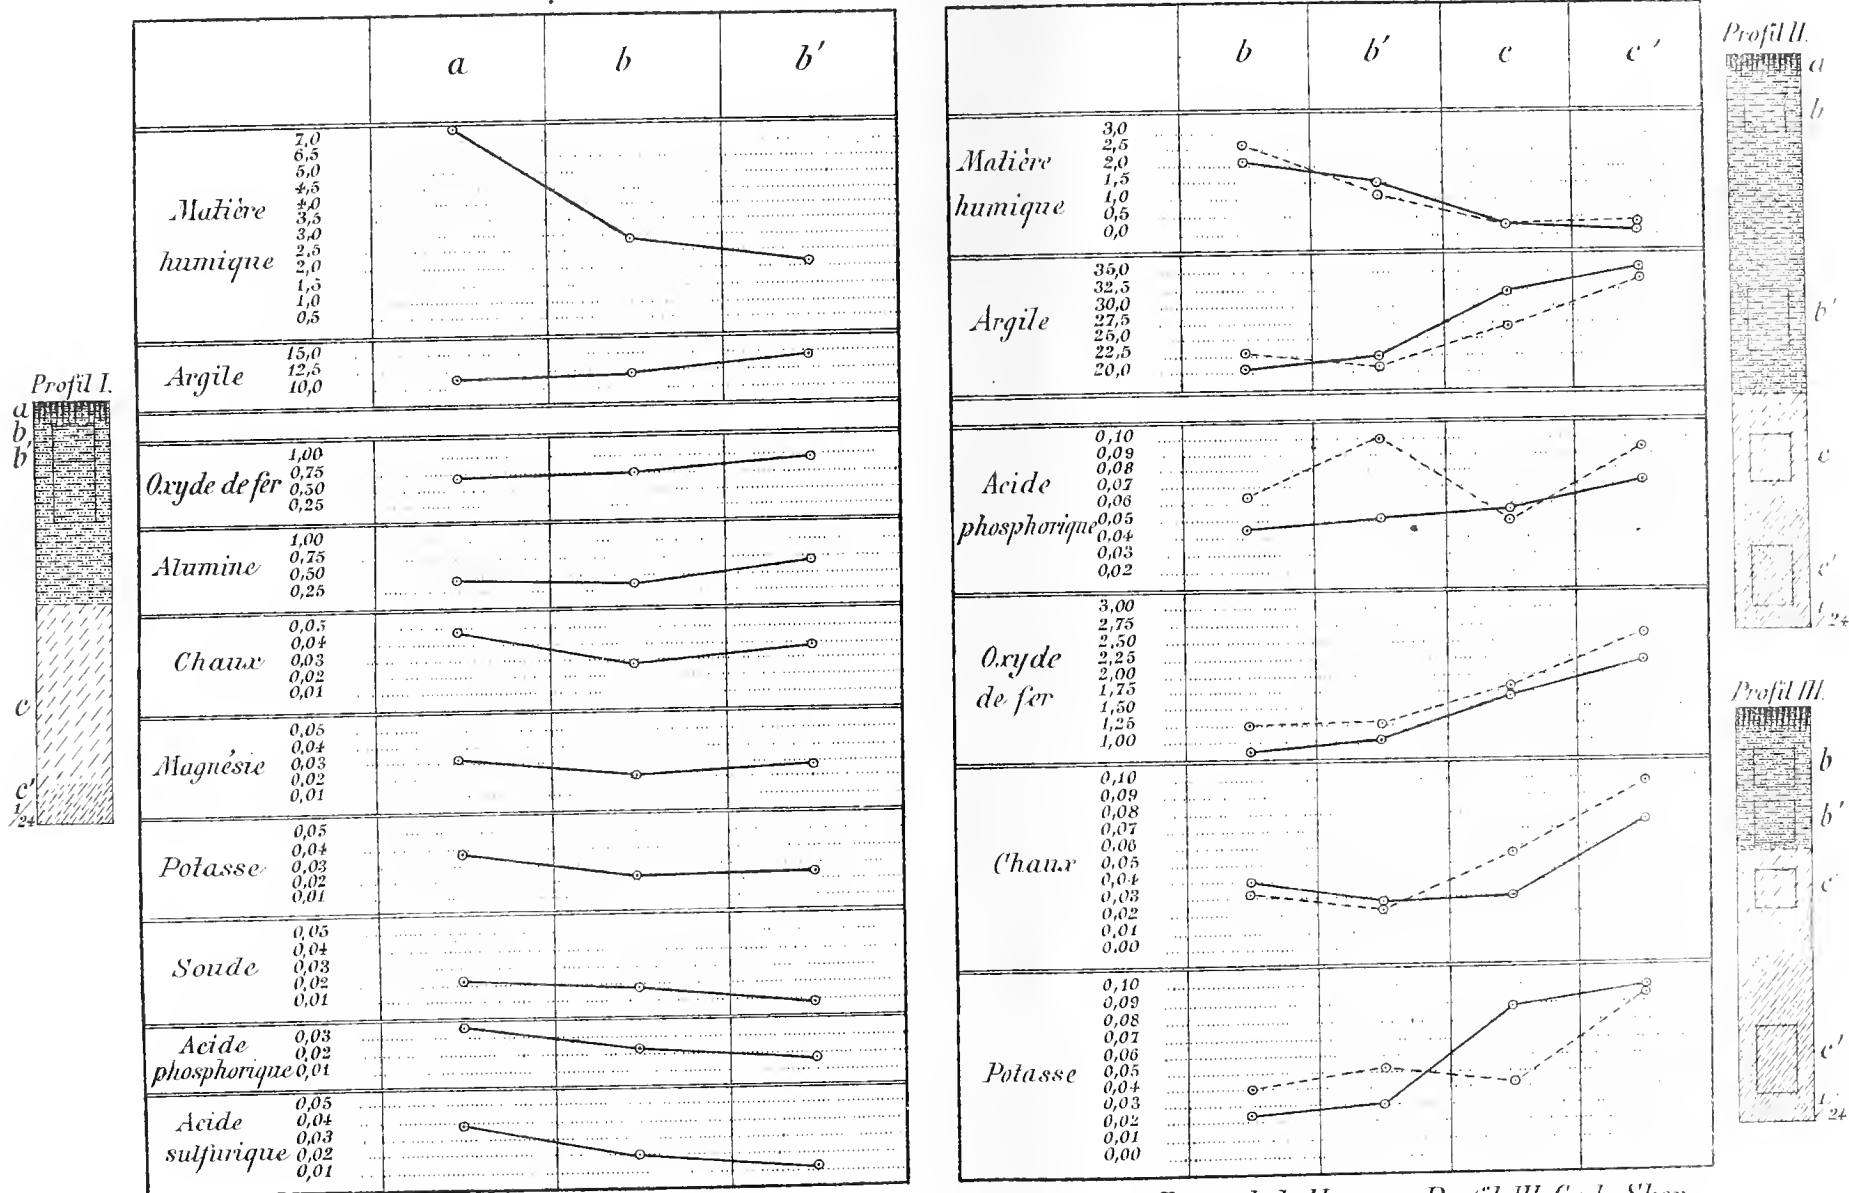 a b b'
Matière
humique
7,0
6,5
5,0
4,5
4,0
3,5
3,0
2,5
2,0
1,5
1,0
0,5
Argile
15,0
12,5
10,0
Oxyde de fer
1,00
0,75
0,50
0,25
Alumine
1,00
0,75
0,50
0,25
Chaux
0,05
0,04
0,03
0,02
0,01
Magnésie
0,05
0,04
0,03
0,02
0,01
Potasse
0,05
0,04
0,03
0,02
0,01
Soude
0,05
0,04
0,03
0,02
0,01
Acide
phosphorique
0,03
0,02
0,01
Acide
sulfurique
0,05
0,04
0,03
0,02
0,01
Profil I.
a
b
b'
c
c'
1/24
b b' c c'
Matière
humique
3,0
2,5
2,0
1,5
1,0
0,5
0,0
Argile
35,0
32,5
30,0
27,5
25,0
22,5
20,0
Acide
phosphorique
0,10
0,09
0,08
0,07
0,06
0,05
0,04
0,03
0,02
Oxyde
de fer
3,00
2,75
2,50
2,25
2,00
1,75
1,50
1,25
1,00
Chaux
0,10
0,09
0,08
0,07
0,06
0,05
0,04
0,03
0,02
0,01
0,00
Potasse
0,10
0,09
0,08
0,07
0,06
0,05
0,04
0,03
0,02
0,01
0,00
Profil II.
a
b
b'
c
c'
1/24
Profil III.
b
b'
c
c'
1/24
Profil III